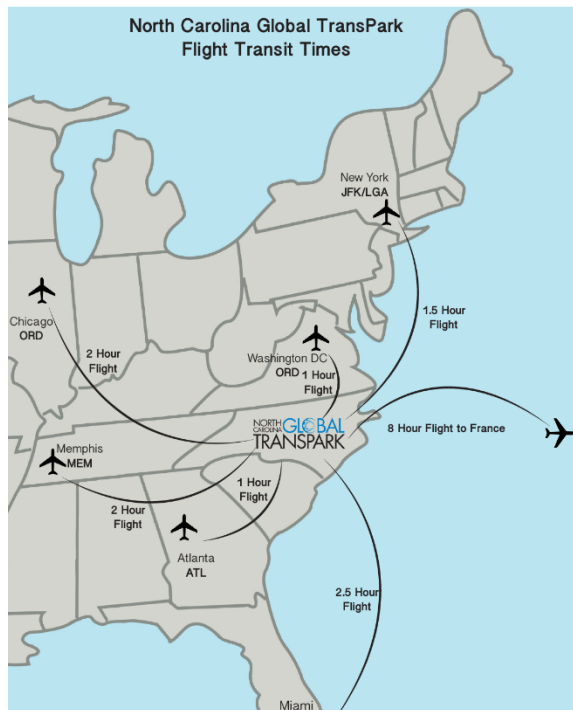 North Carolina Global TransPark
Flight Transit Times
New York
JFK/LGA
1.5 Hour
Flight
Chicago
ORD
2 Hour
Flight
Washington DC
ORD
1 Hour
Flight
NORTH
CAROLINA
GLOBAL
TRANSPARK
8 Hour Flight to France
Memphis
MEM
2 Hour
Flight
1 Hour
Flight
Atlanta
ATL
2.5 Hour
Flight
Miami